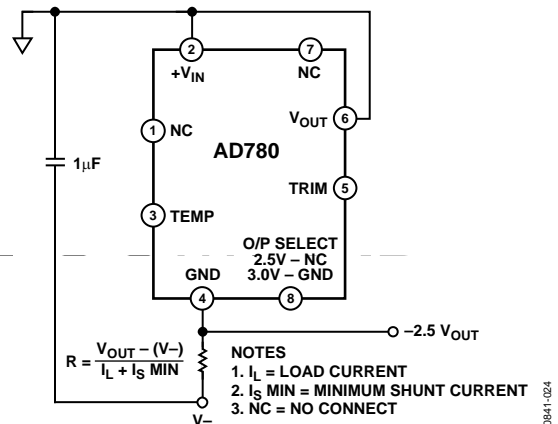 2
7
+VIN
NC
VOUT
6
1
NC
AD780
1μF
TRIM
5
3
TEMP
O/P SELECT
2.5V – NC
3.0V – GND
GND
4
8
–2.5 VOUT
R = VOUT – (V–)
IL + IS MIN
NOTES
1. IL = LOAD CURRENT
2. IS MIN = MINIMUM SHUNT CURRENT
3. NC = NO CONNECT
V–